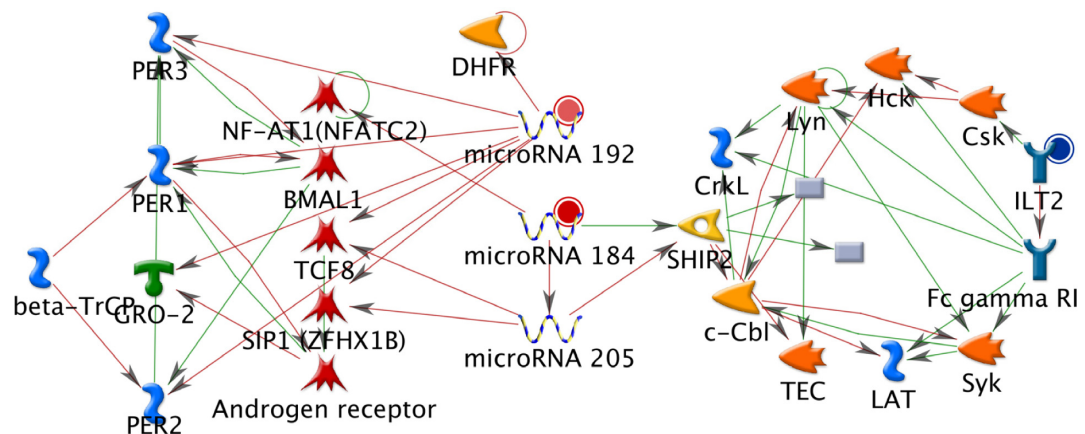 PER3
DHFR
NF-AT1(NFATC2)
microRNA 192
Lyn
Hck
Csk
PER1
BMAL1
CrkL
ILT2
TCF8
microRNA 184
SHIP2
beta-TrCP
GRO-2
SIP1 (ZFHX1B)
microRNA 205
c-Cbl
Fc gamma RI
PER2
Androgen receptor
TEC
LAT
Syk